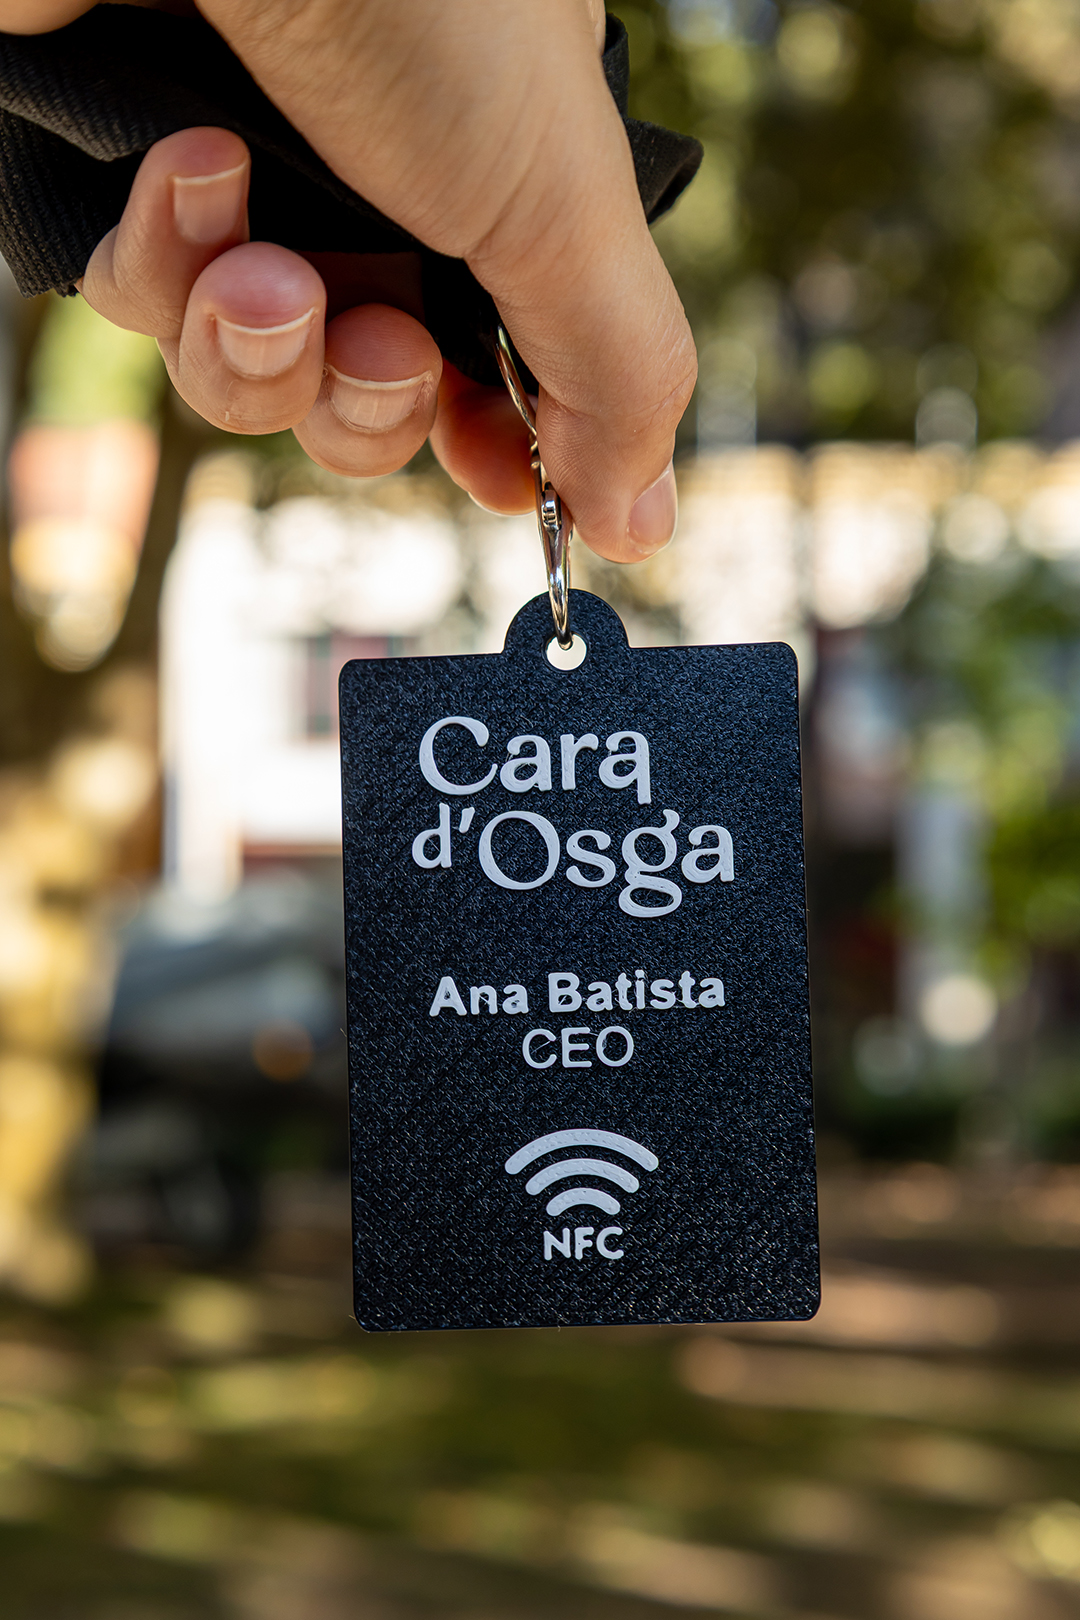 Cara
d'Osga
Ana Batista
CEO
NFC